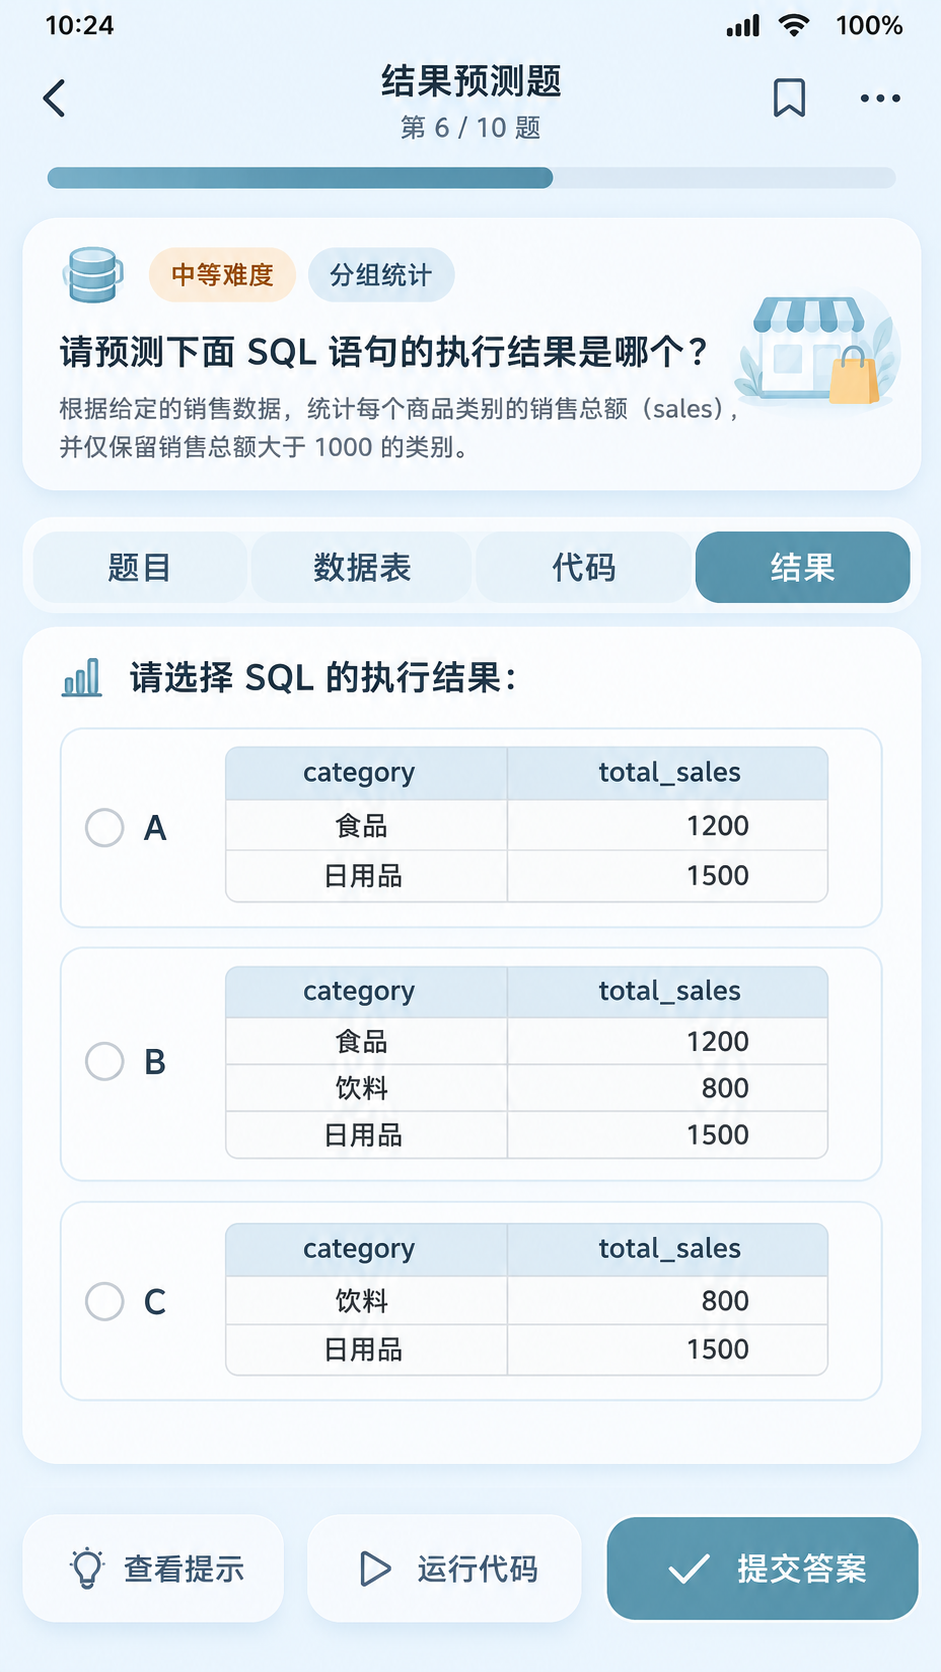 10:24
100%
结果预测题
第 6 / 10 题
中等难度
分组统计
请预测下面 SQL 语句的执行结果是哪个？
根据给定的销售数据，统计每个商品类别的销售总额（sales），
并仅保留销售总额大于 1000 的类别。
题目
数据表
代码
结果
请选择 SQL 的执行结果：
A
category total_sales
食品 1200
日用品 1500
B
category total_sales
食品 1200
饮料 800
日用品 1500
C
category total_sales
饮料 800
日用品 1500
查看提示
运行代码
提交答案